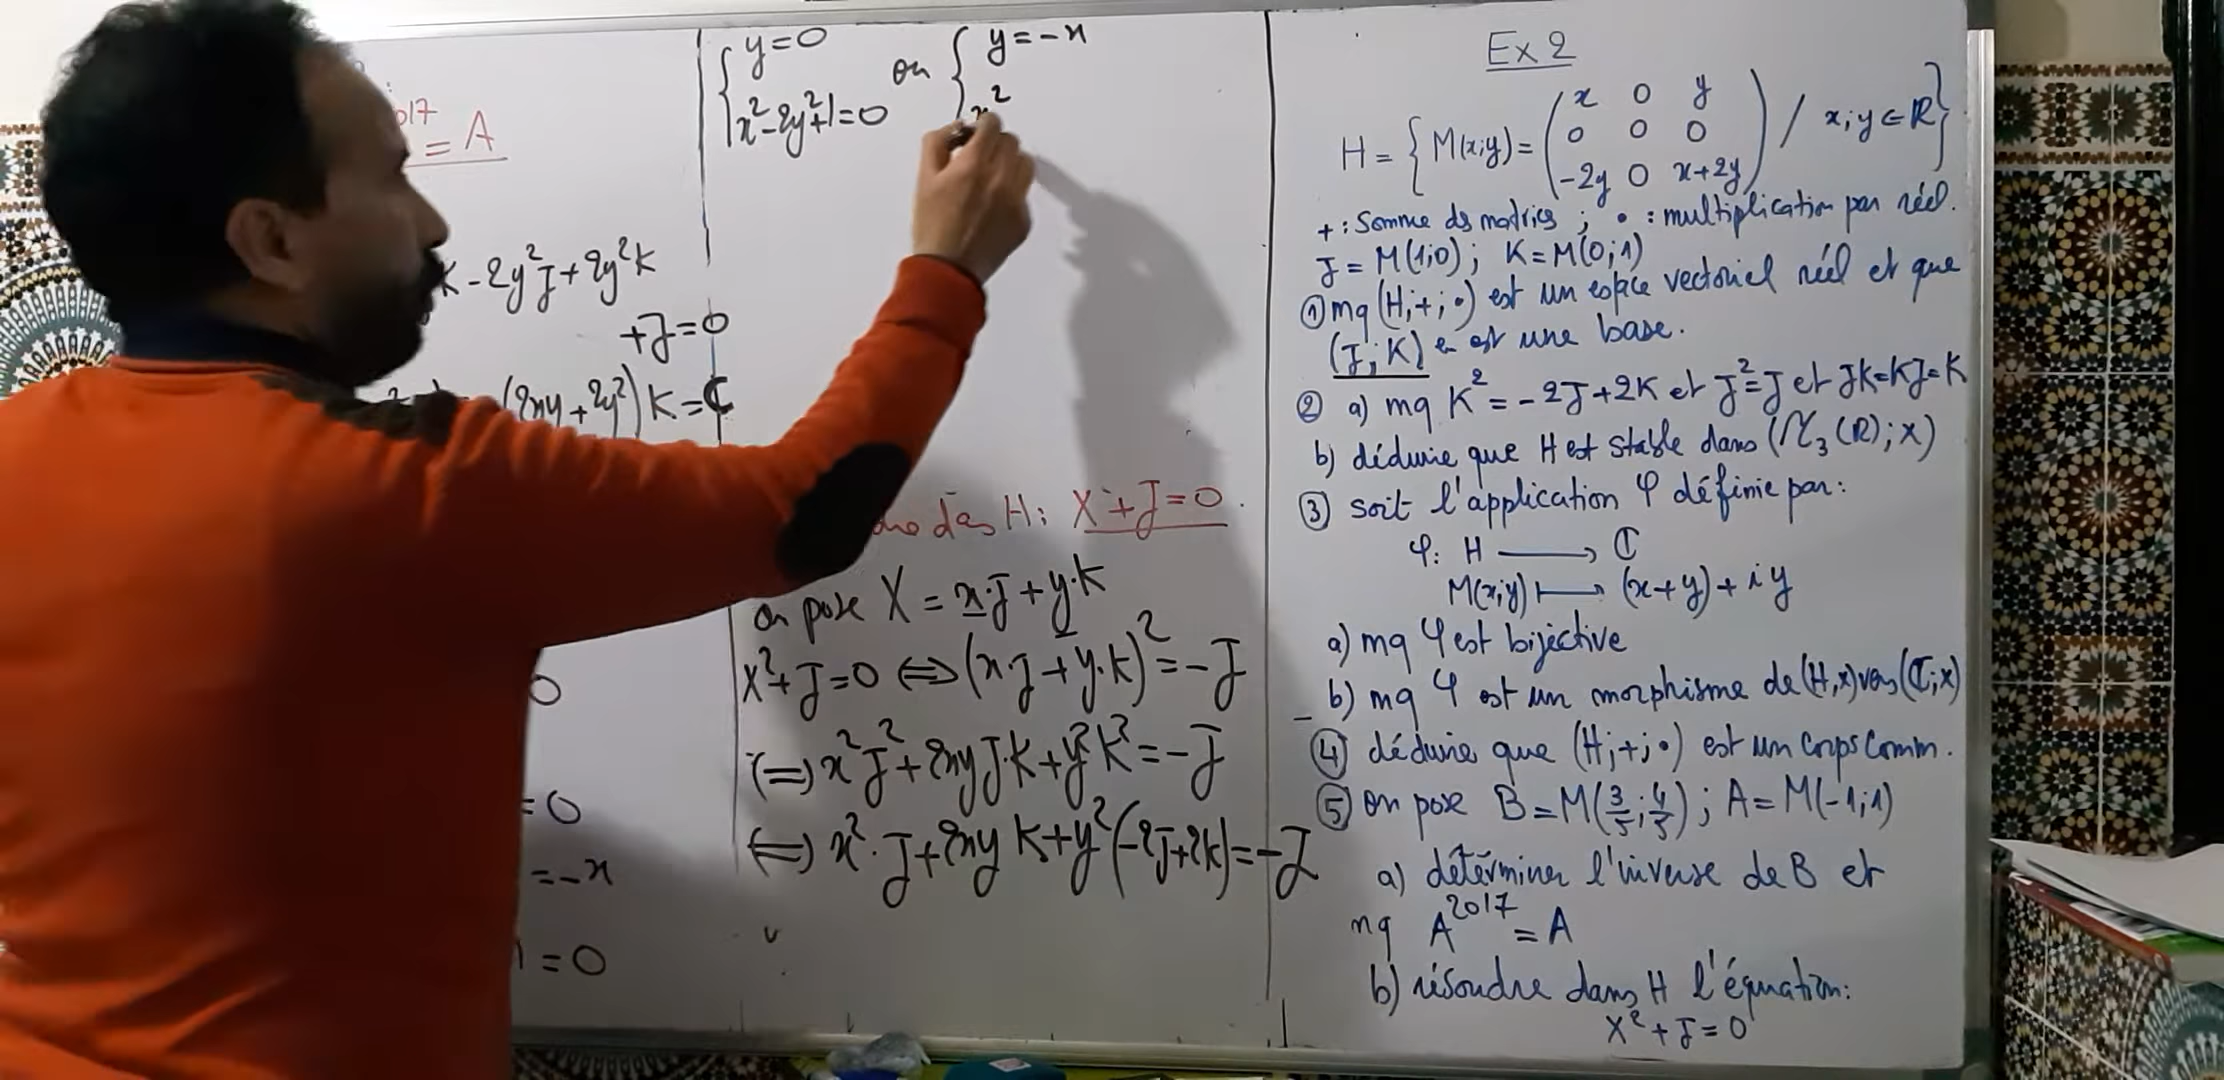 2017
= A
K - 2y²J + 2y²K
+ J = 0
(2xy + 2y²) K = 0
0
= 0
= -x
= 0
{ y = 0
x² - 2y² + 1 = 0
ou
{ y = -x
x²
dans H: X + J = 0.
on pose X = x.J + y.K
X² + J = 0 ⟺ (x.J + y.K)² = -J
⟺ x²J² + 2xyJ.K + y²K² = -J
⟺ x².J + 2xyK + y²(-2J+2K) = -J
Ex 2
H = { M(x;y) = ( x 0 y
0 0 0
-2y 0 x+2y ) / x;y ∈ ℝ }
+ : Somme ds matrices ; • : multiplication par réel.
J = M(1;0) ; K = M(0;1)
① mq (H;+;•) est un espace vectoriel réel et que
(J;K) en est une base.
② a) mq K² = -2J+2K et J²=J et JK=KJ=K
b) déduire que H est stable dans (M₃(ℝ);×)
③ soit l'application φ définie par:
φ: H ⟶ ℂ
M(x;y) ⟼ (x+y) + iy
a) mq φ est bijective
b) mq φ est un morphisme de (H,×) vers (ℂ;×)
④ déduire que (H;+;•) est un corps Comm.
⑤ on pose B = M(3/5;4/5) ; A = M(-1;1)
a) déterminer l'inverse de B et
mq A²⁰¹⁷ = A
b) résoudre dans H l'équation:
X² + J = 0